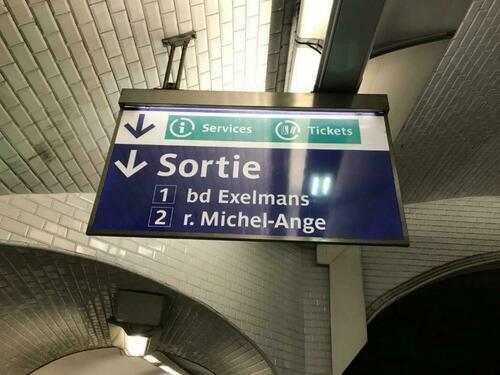 Services Tickets
Sortie
1 bd Exelmans
2 r. Michel-Ange